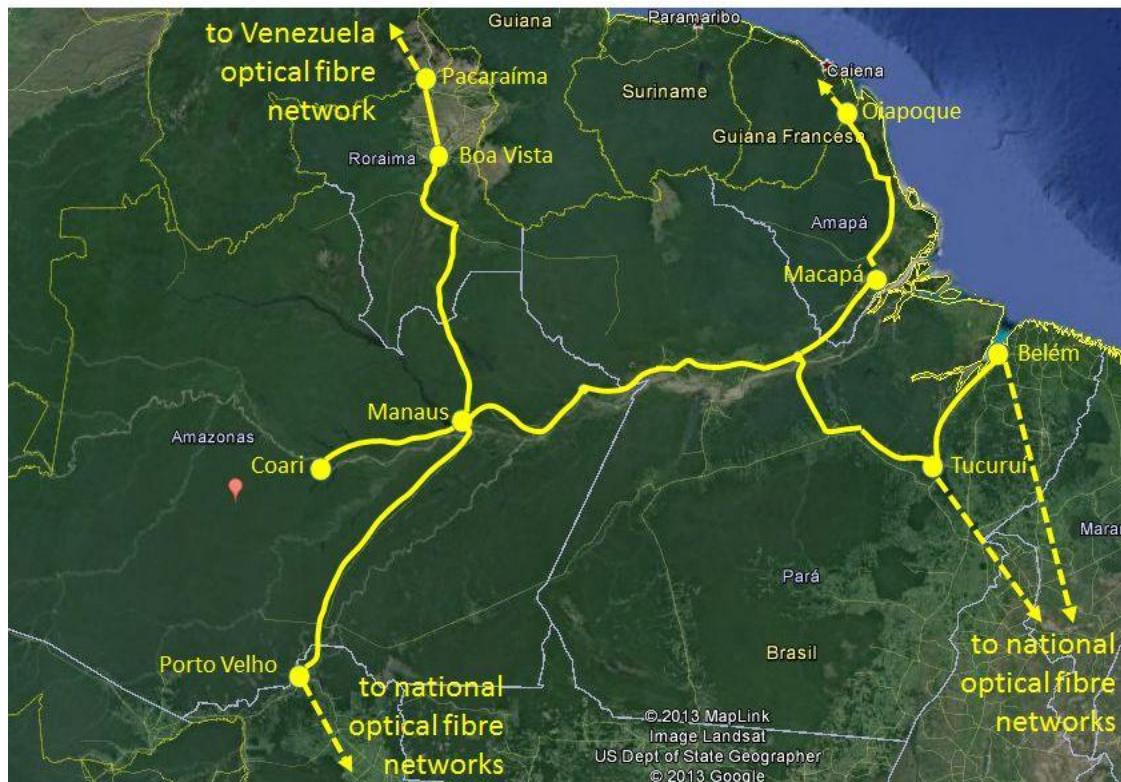 Guiana
Paramaribo
to Venezuela
optical fibre
network
Pacaraíma
Caiena
Suriname
Oiapoque
Guiana Francesa
Roraima
Boa Vista
Amapá
Macapá
Belém
Manaus
Amazonas
Coari
Tucuruí
Maran
Pará
Porto Velho
Brasil
to national
optical fibre
networks
to national
optical fibre
networks
© 2013 MapLink
Image Landsat
US Dept of State Geographer
© 2013 Google